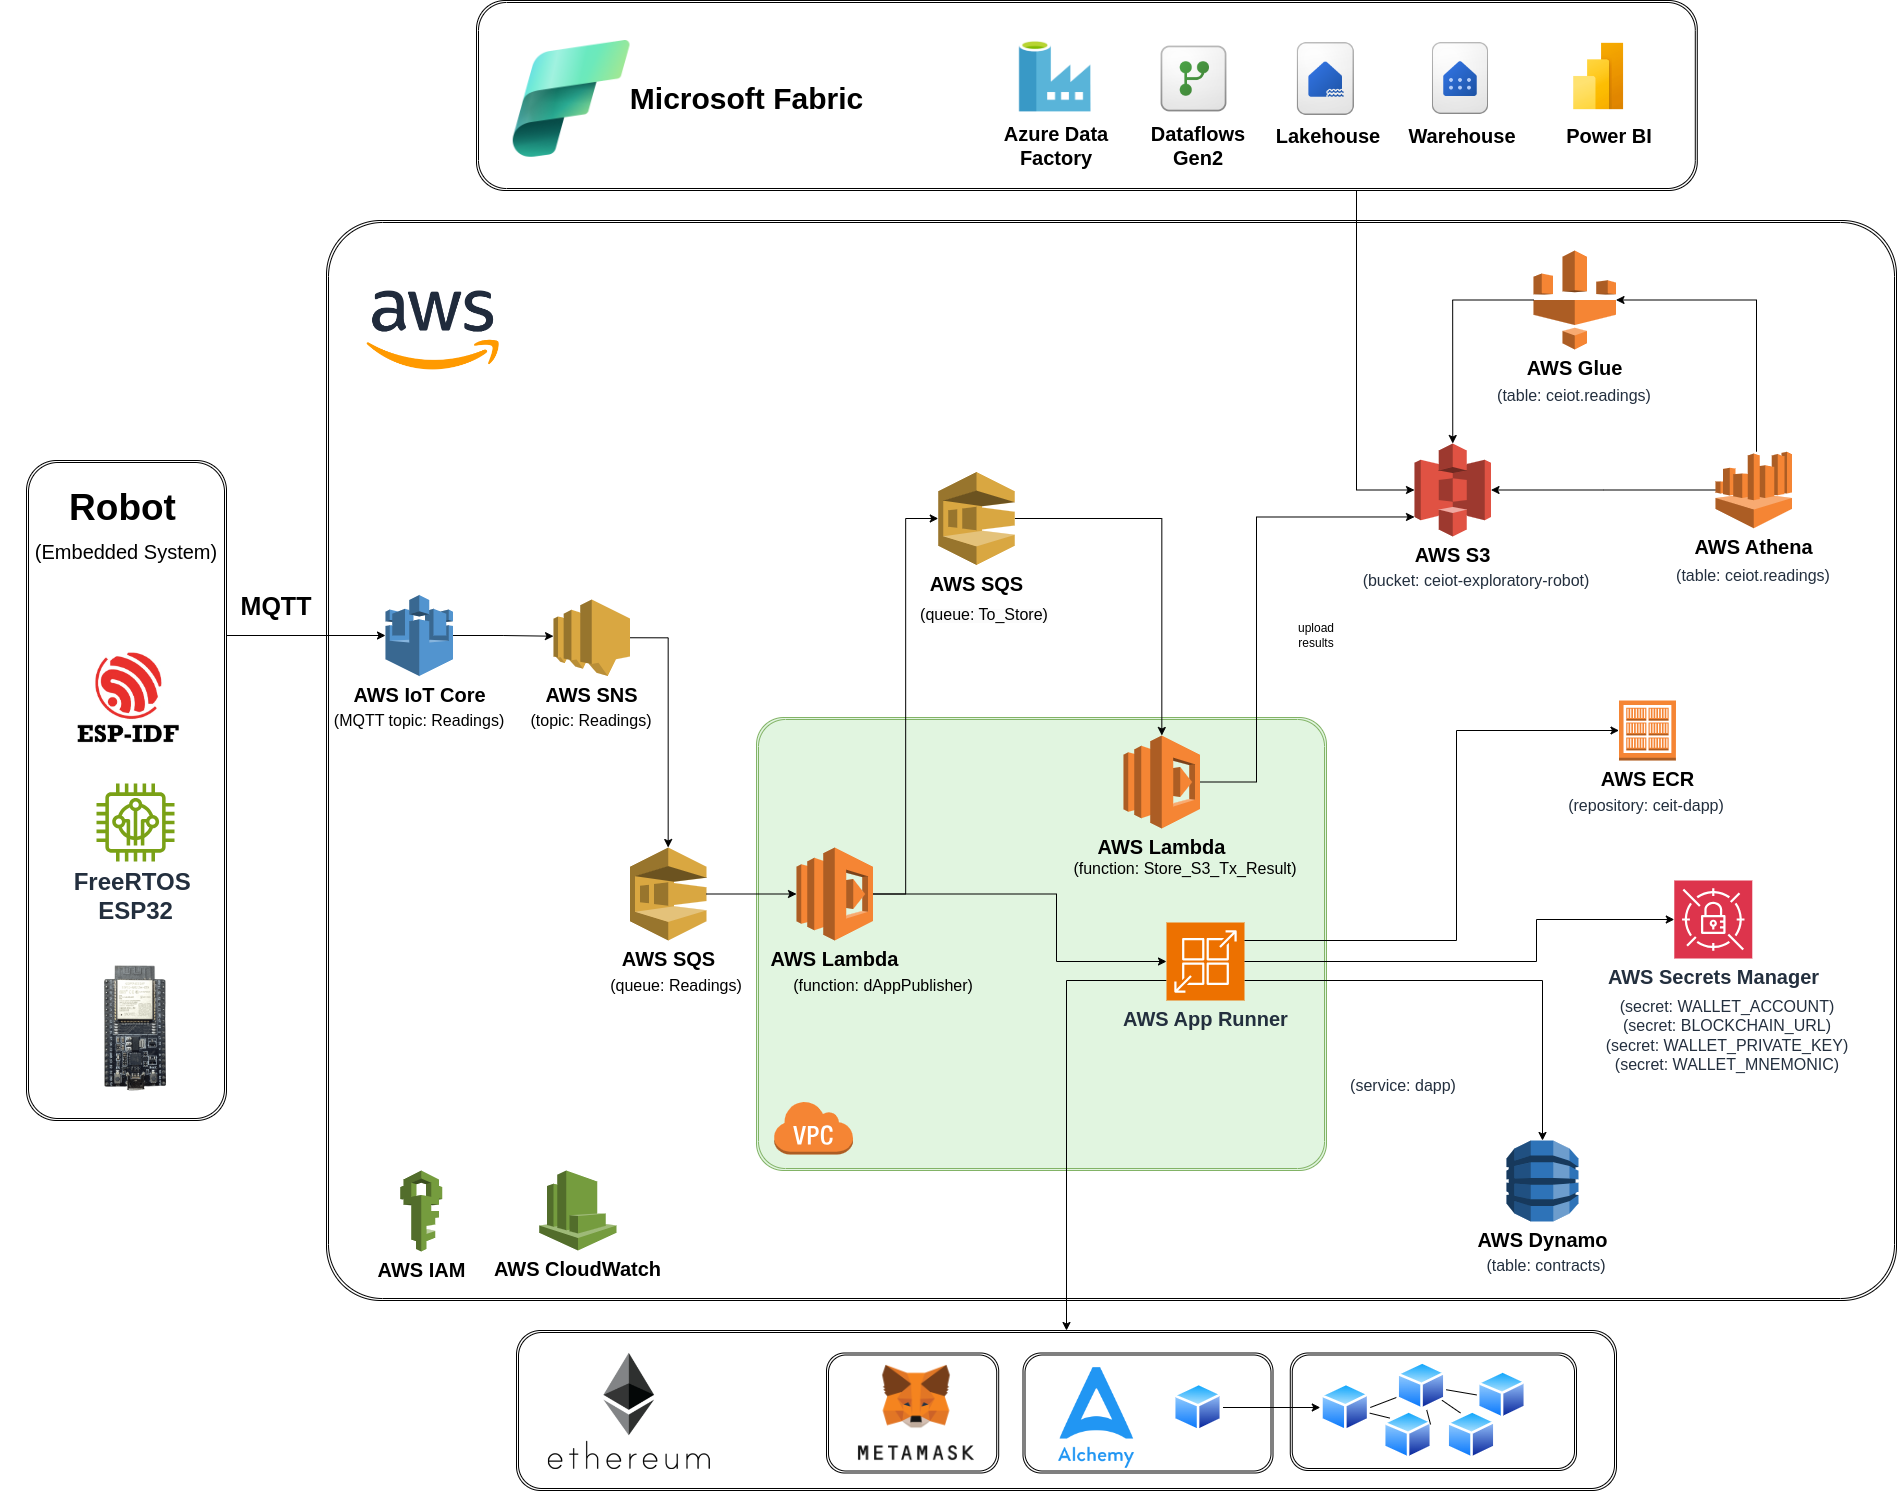 Microsoft Fabric
Azure Data
Factory
Dataflows
Gen2
Lakehouse
Warehouse
Power BI
aws
AWS Glue
(table: ceiot.readings)
Robot
(Embedded System)
MQTT
ESP-IDF
FreeRTOS
ESP32
AWS IoT Core
(MQTT topic: Readings)
AWS SNS
(topic: Readings)
AWS SQS
(queue: To_Store)
AWS S3
(bucket: ceiot-exploratory-robot)
AWS Athena
(table: ceiot.readings)
upload
results
AWS SQS
(queue: Readings)
AWS Lambda
(function: dAppPublisher)
AWS Lambda
(function: Store_S3_Tx_Result)
AWS App Runner
(service: dapp)
VPC
AWS ECR
(repository: ceit-dapp)
AWS Secrets Manager
(secret: WALLET_ACCOUNT)
(secret: BLOCKCHAIN_URL)
(secret: WALLET_PRIVATE_KEY)
(secret: WALLET_MNEMONIC)
AWS Dynamo
(table: contracts)
AWS IAM
AWS CloudWatch
ethereum
METAMASK
Alchemy